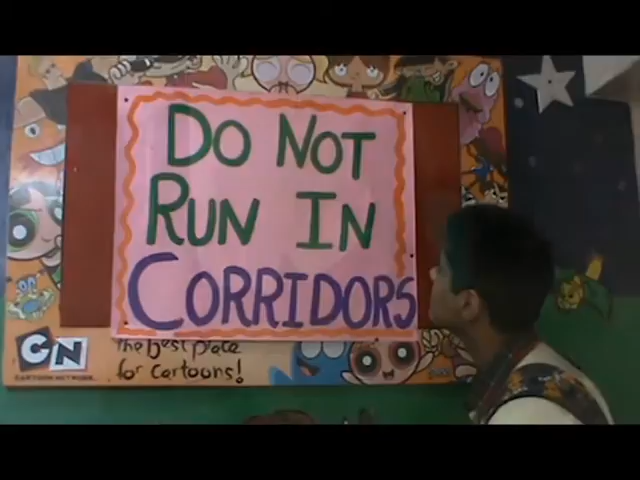 DO NOT
RUN IN
CORRIDORS
CN
CARTOON NETWORK
the best place
for cartoons!